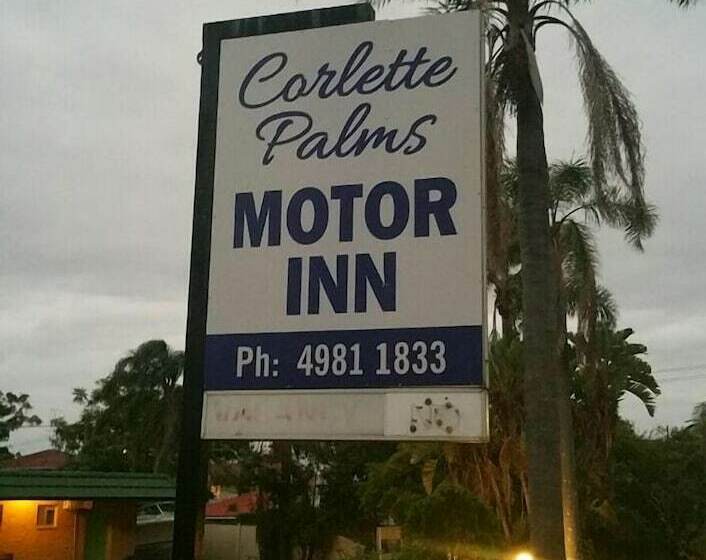 Corlette
Palms
MOTOR
INN
Ph: 4981 1833